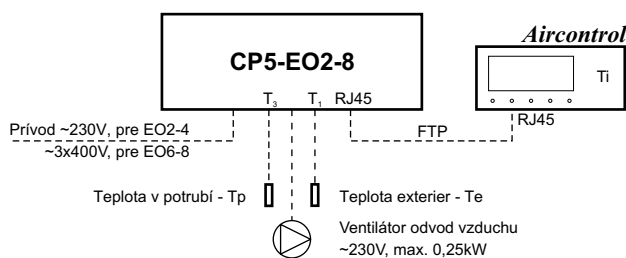 Aircontrol
CP5-EO2-8
Ti
T3 T1 RJ45
RJ45
Prívod ~230V, pre EO2-4
FTP
~3x400V, pre EO6-8
Teplota v potrubí - Tp
Teplota exterier - Te
Ventilátor odvod vzduchu
~230V, max. 0,25kW